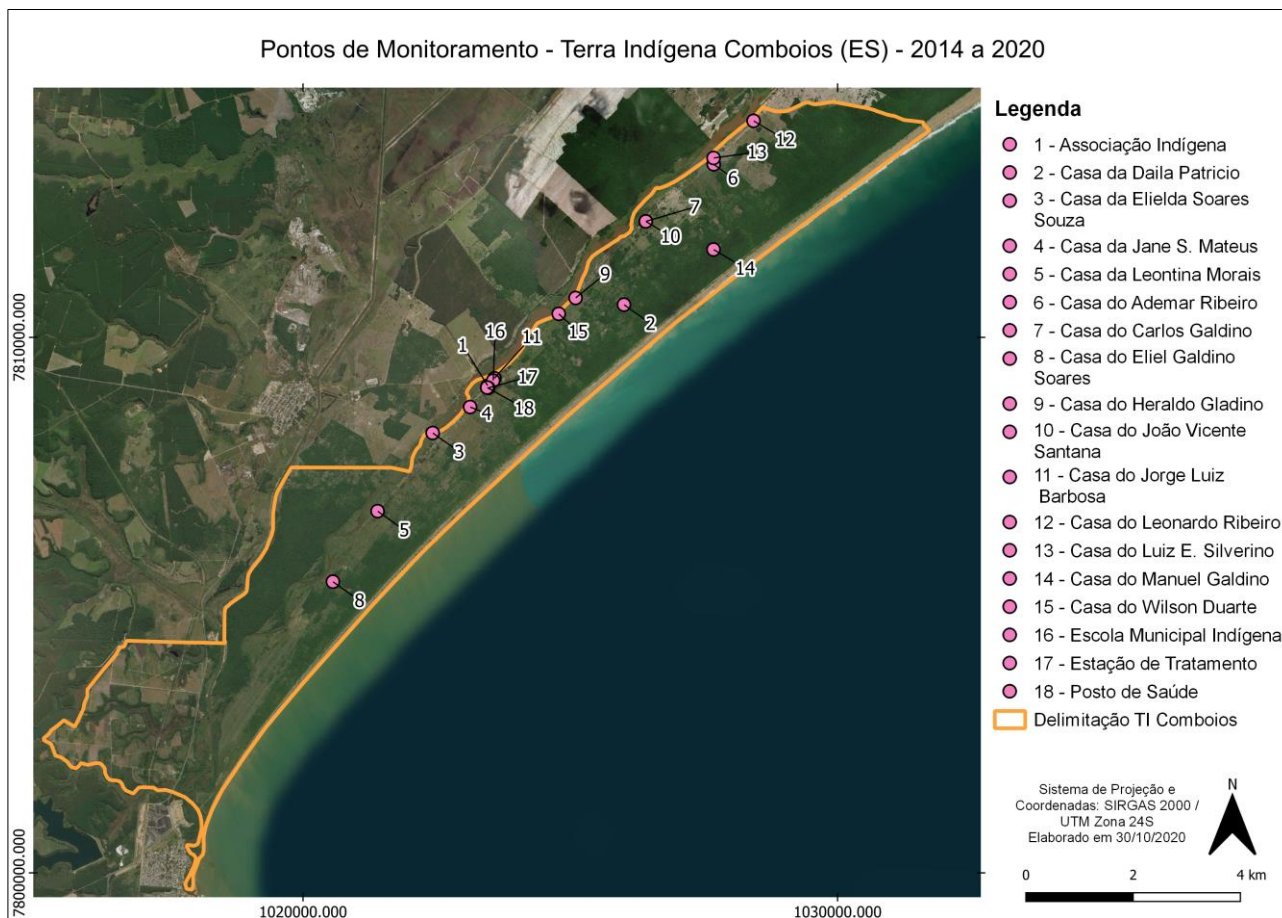 Pontos de Monitoramento - Terra Indígena Comboios (ES) - 2014 a 2020
12
13
6
7
10
14
9
2
15
16
11
1
17
18
4
3
5
8
7810000.000
7800000.000
1020000.000
1030000.000
Legenda
1 - Associação Indígena
2 - Casa da Daila Patricio
3 - Casa da Elielda Soares
Souza
4 - Casa da Jane S. Mateus
5 - Casa da Leontina Morais
6 - Casa do Ademar Ribeiro
7 - Casa do Carlos Galdino
8 - Casa do Eliel Galdino
Soares
9 - Casa do Heraldo Gladino
10 - Casa do João Vicente
Santana
11 - Casa do Jorge Luiz
Barbosa
12 - Casa do Leonardo Ribeiro
13 - Casa do Luiz E. Silverino
14 - Casa do Manuel Galdino
15 - Casa do Wilson Duarte
16 - Escola Municipal Indígena
17 - Estação de Tratamento
18 - Posto de Saúde
Delimitação TI Comboios
Sistema de Projeção e
Coordenadas: SIRGAS 2000 /
UTM Zona 24S
Elaborado em 30/10/2020
N
0 2 4 km